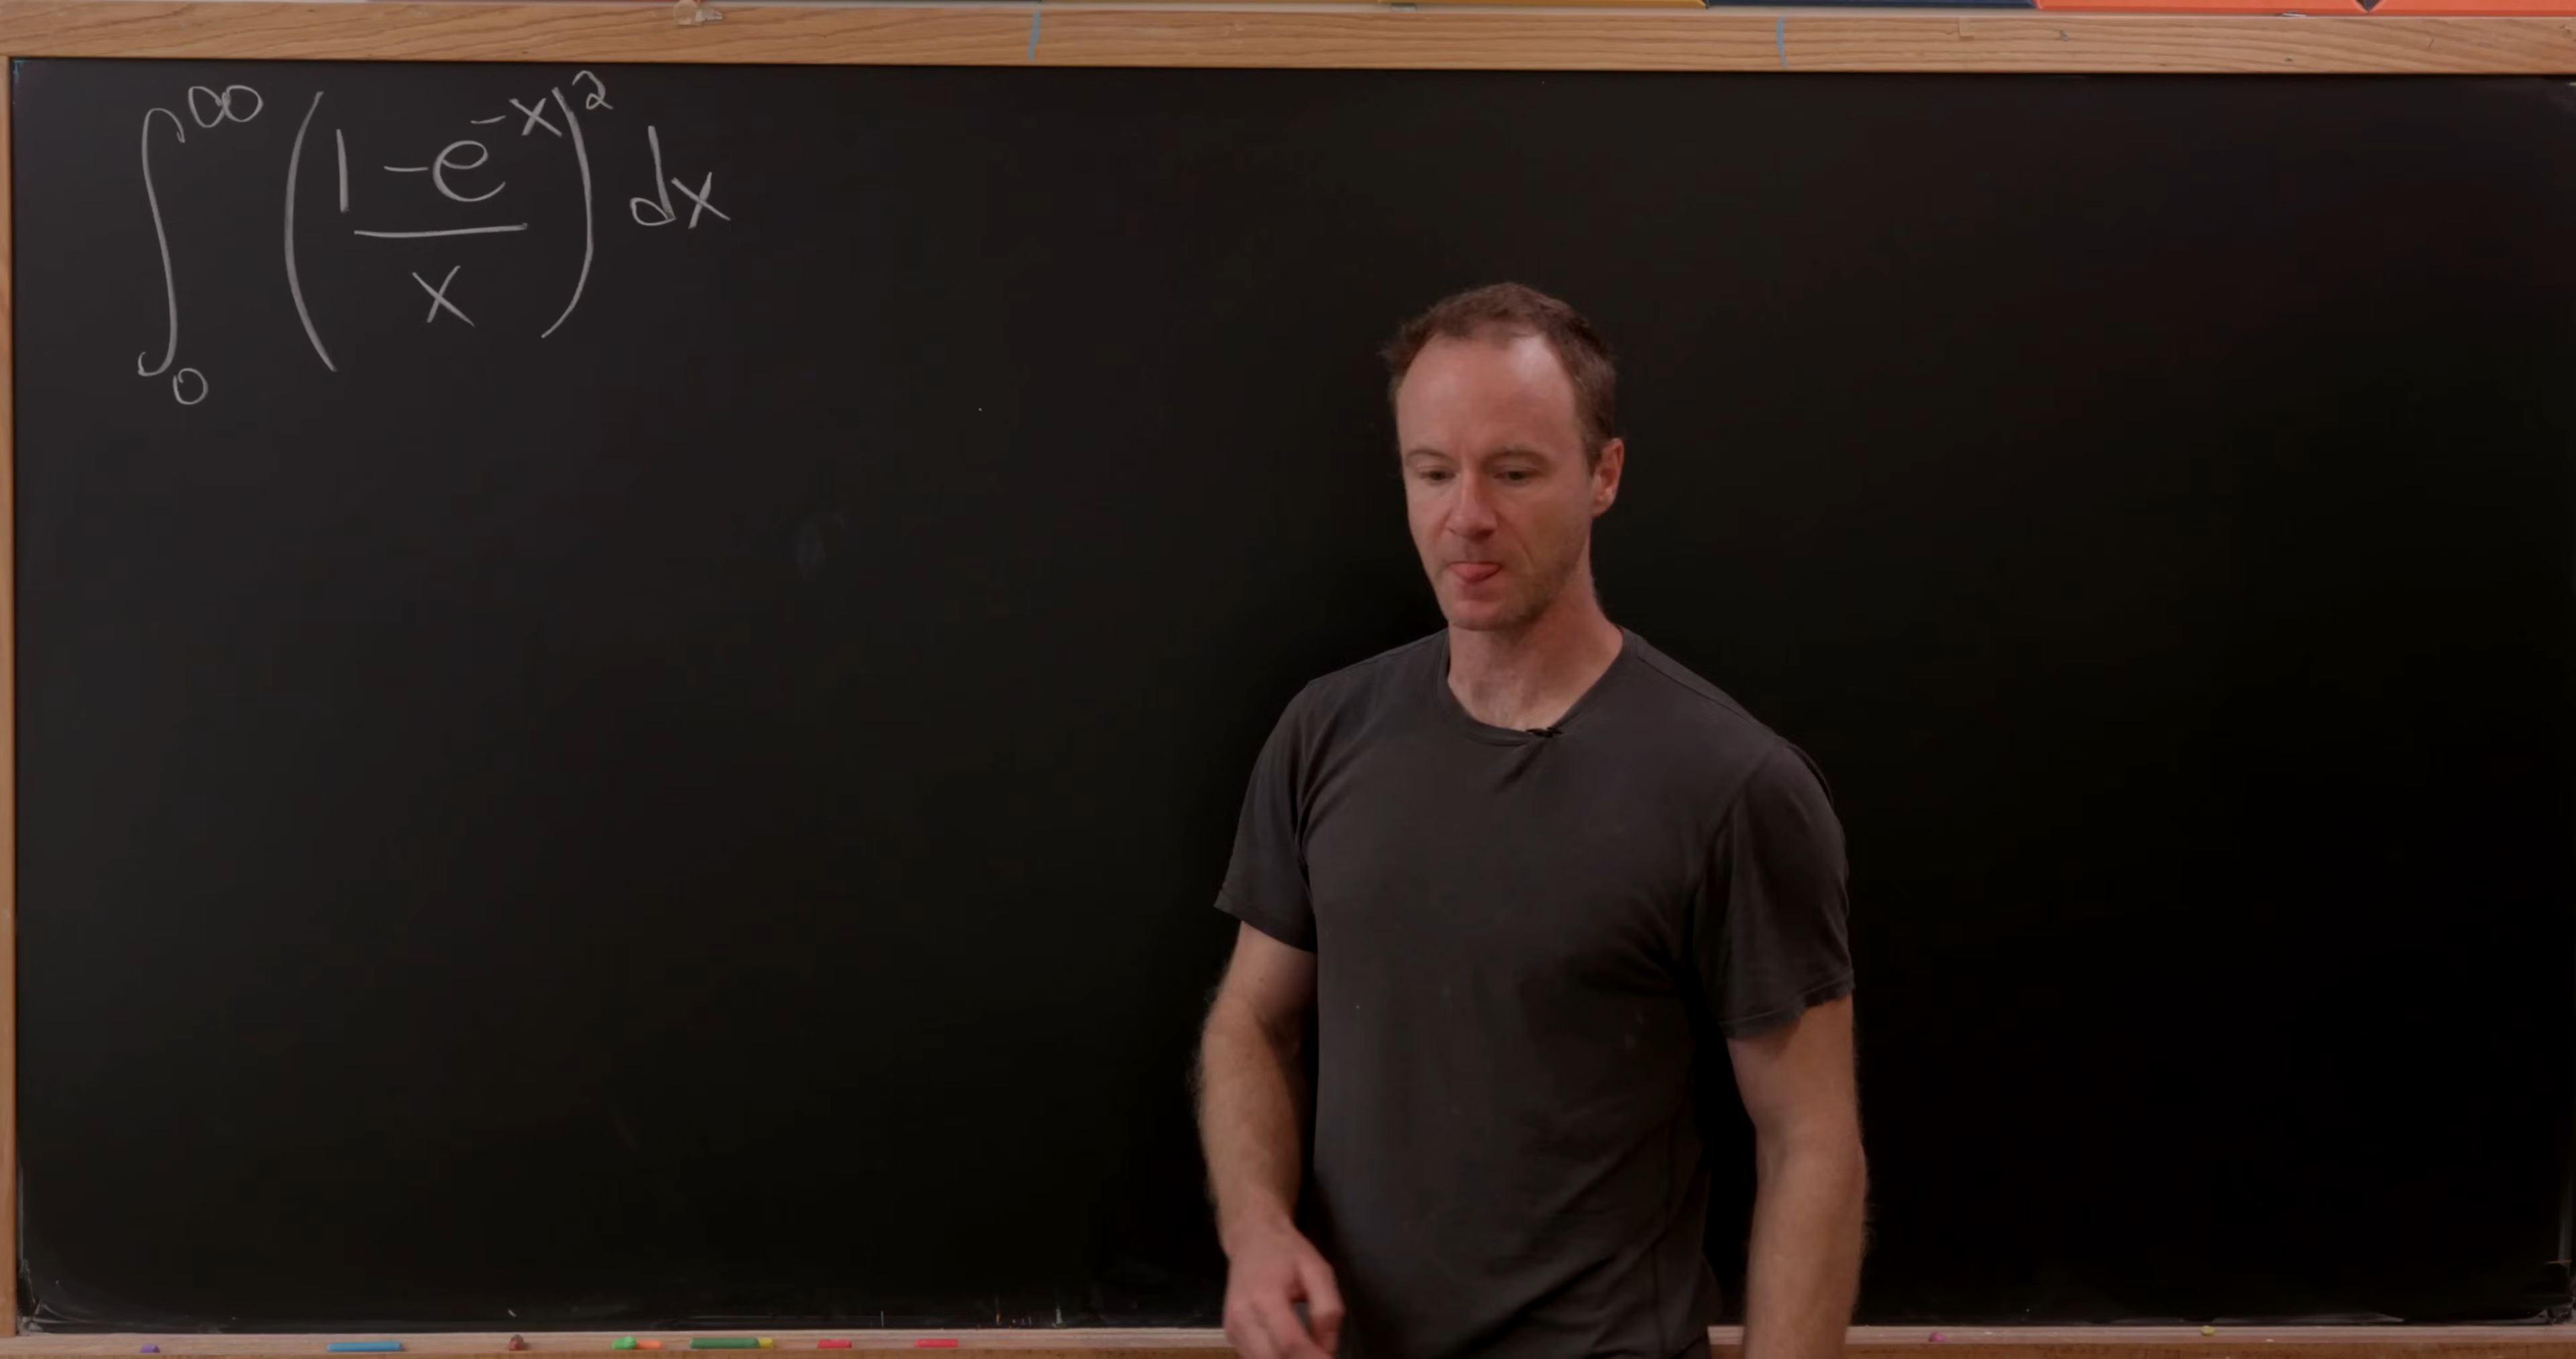 ∫₀^∞ ((1 - e^{-x})/x)² dx